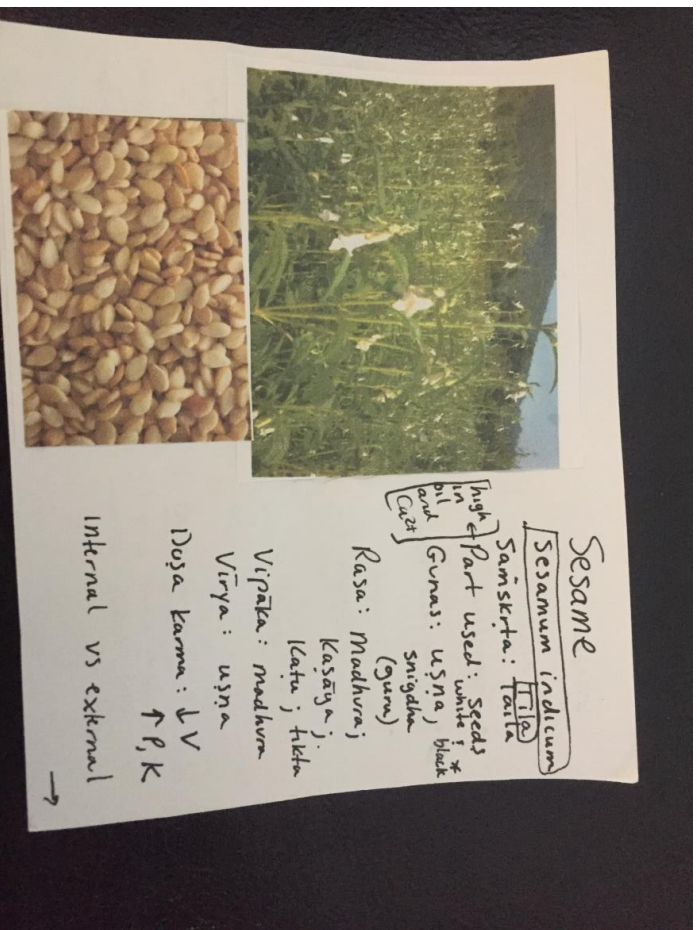 Sesame
Sesamum indicum
Saṁskṛta: Tila
Taila
Part used: Seeds
white! black *
[high in oil and Ca2+]
Gunas: uṣṇa,
snigdha
(guru)
Rasa: Madhura;
Kaṣāya;
Kaṭu; tikta
Vipāka: madhura
Vīrya: uṣṇa
Doṣa Karma: ↓V
↑P, K
Internal vs external
→